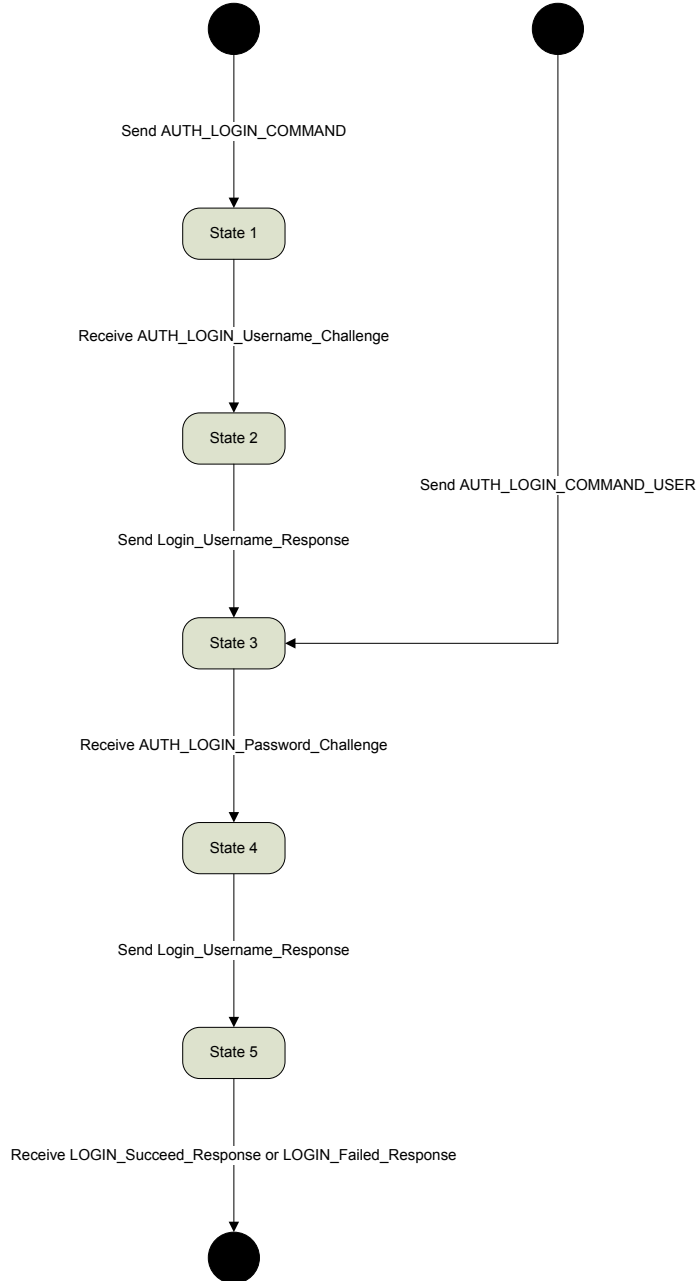 Send AUTH_LOGIN_COMMAND
State 1
Receive AUTH_LOGIN_Username_Challenge
State 2
Send AUTH_LOGIN_COMMAND_USER
Send Login_Username_Response
State 3
Receive AUTH_LOGIN_Password_Challenge
State 4
Send Login_Username_Response
State 5
Receive LOGIN_Succeed_Response or LOGIN_Failed_Response